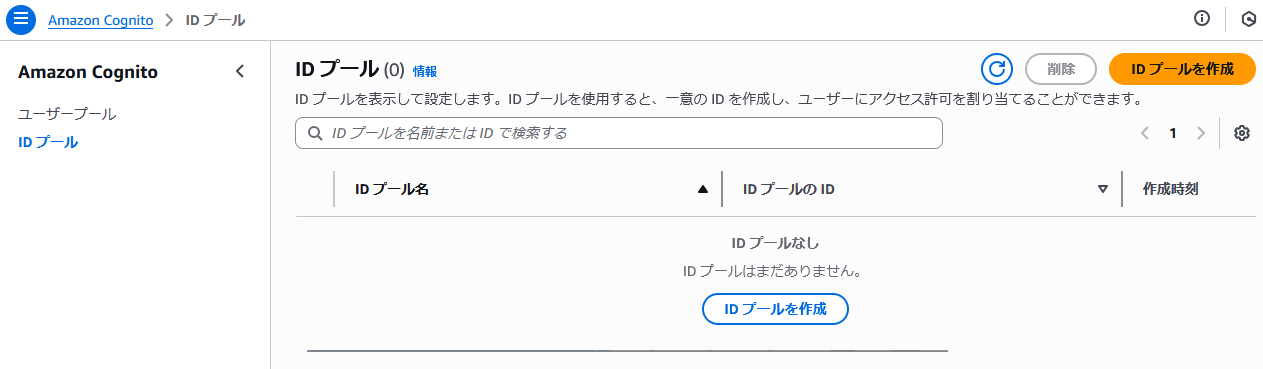 Amazon Cognito > ID プール
Amazon Cognito
ユーザープール
ID プール
ID プール (0) 情報
削除
ID プールを作成
ID プールを表示して設定します。ID プールを使用すると、一意の ID を作成し、ユーザーにアクセス許可を割り当てることができます。
ID プールを名前または ID で検索する
1
ID プール名
ID プールの ID
作成時刻
ID プールなし
ID プールはまだありません。
ID プールを作成